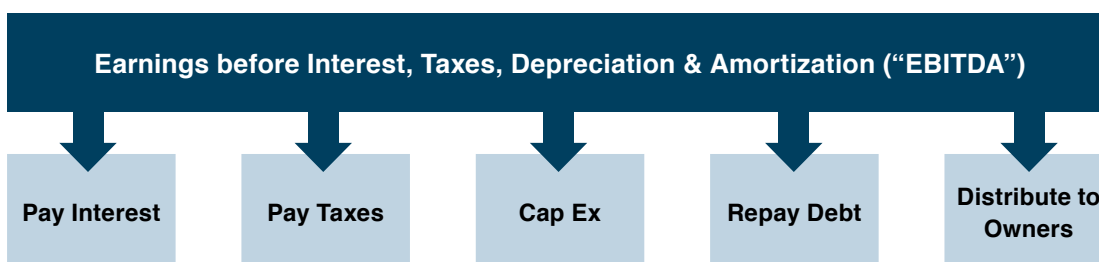 Earnings before Interest, Taxes, Depreciation & Amortization (“EBITDA”)
Pay Interest
Pay Taxes
Cap Ex
Repay Debt
Distribute to
Owners